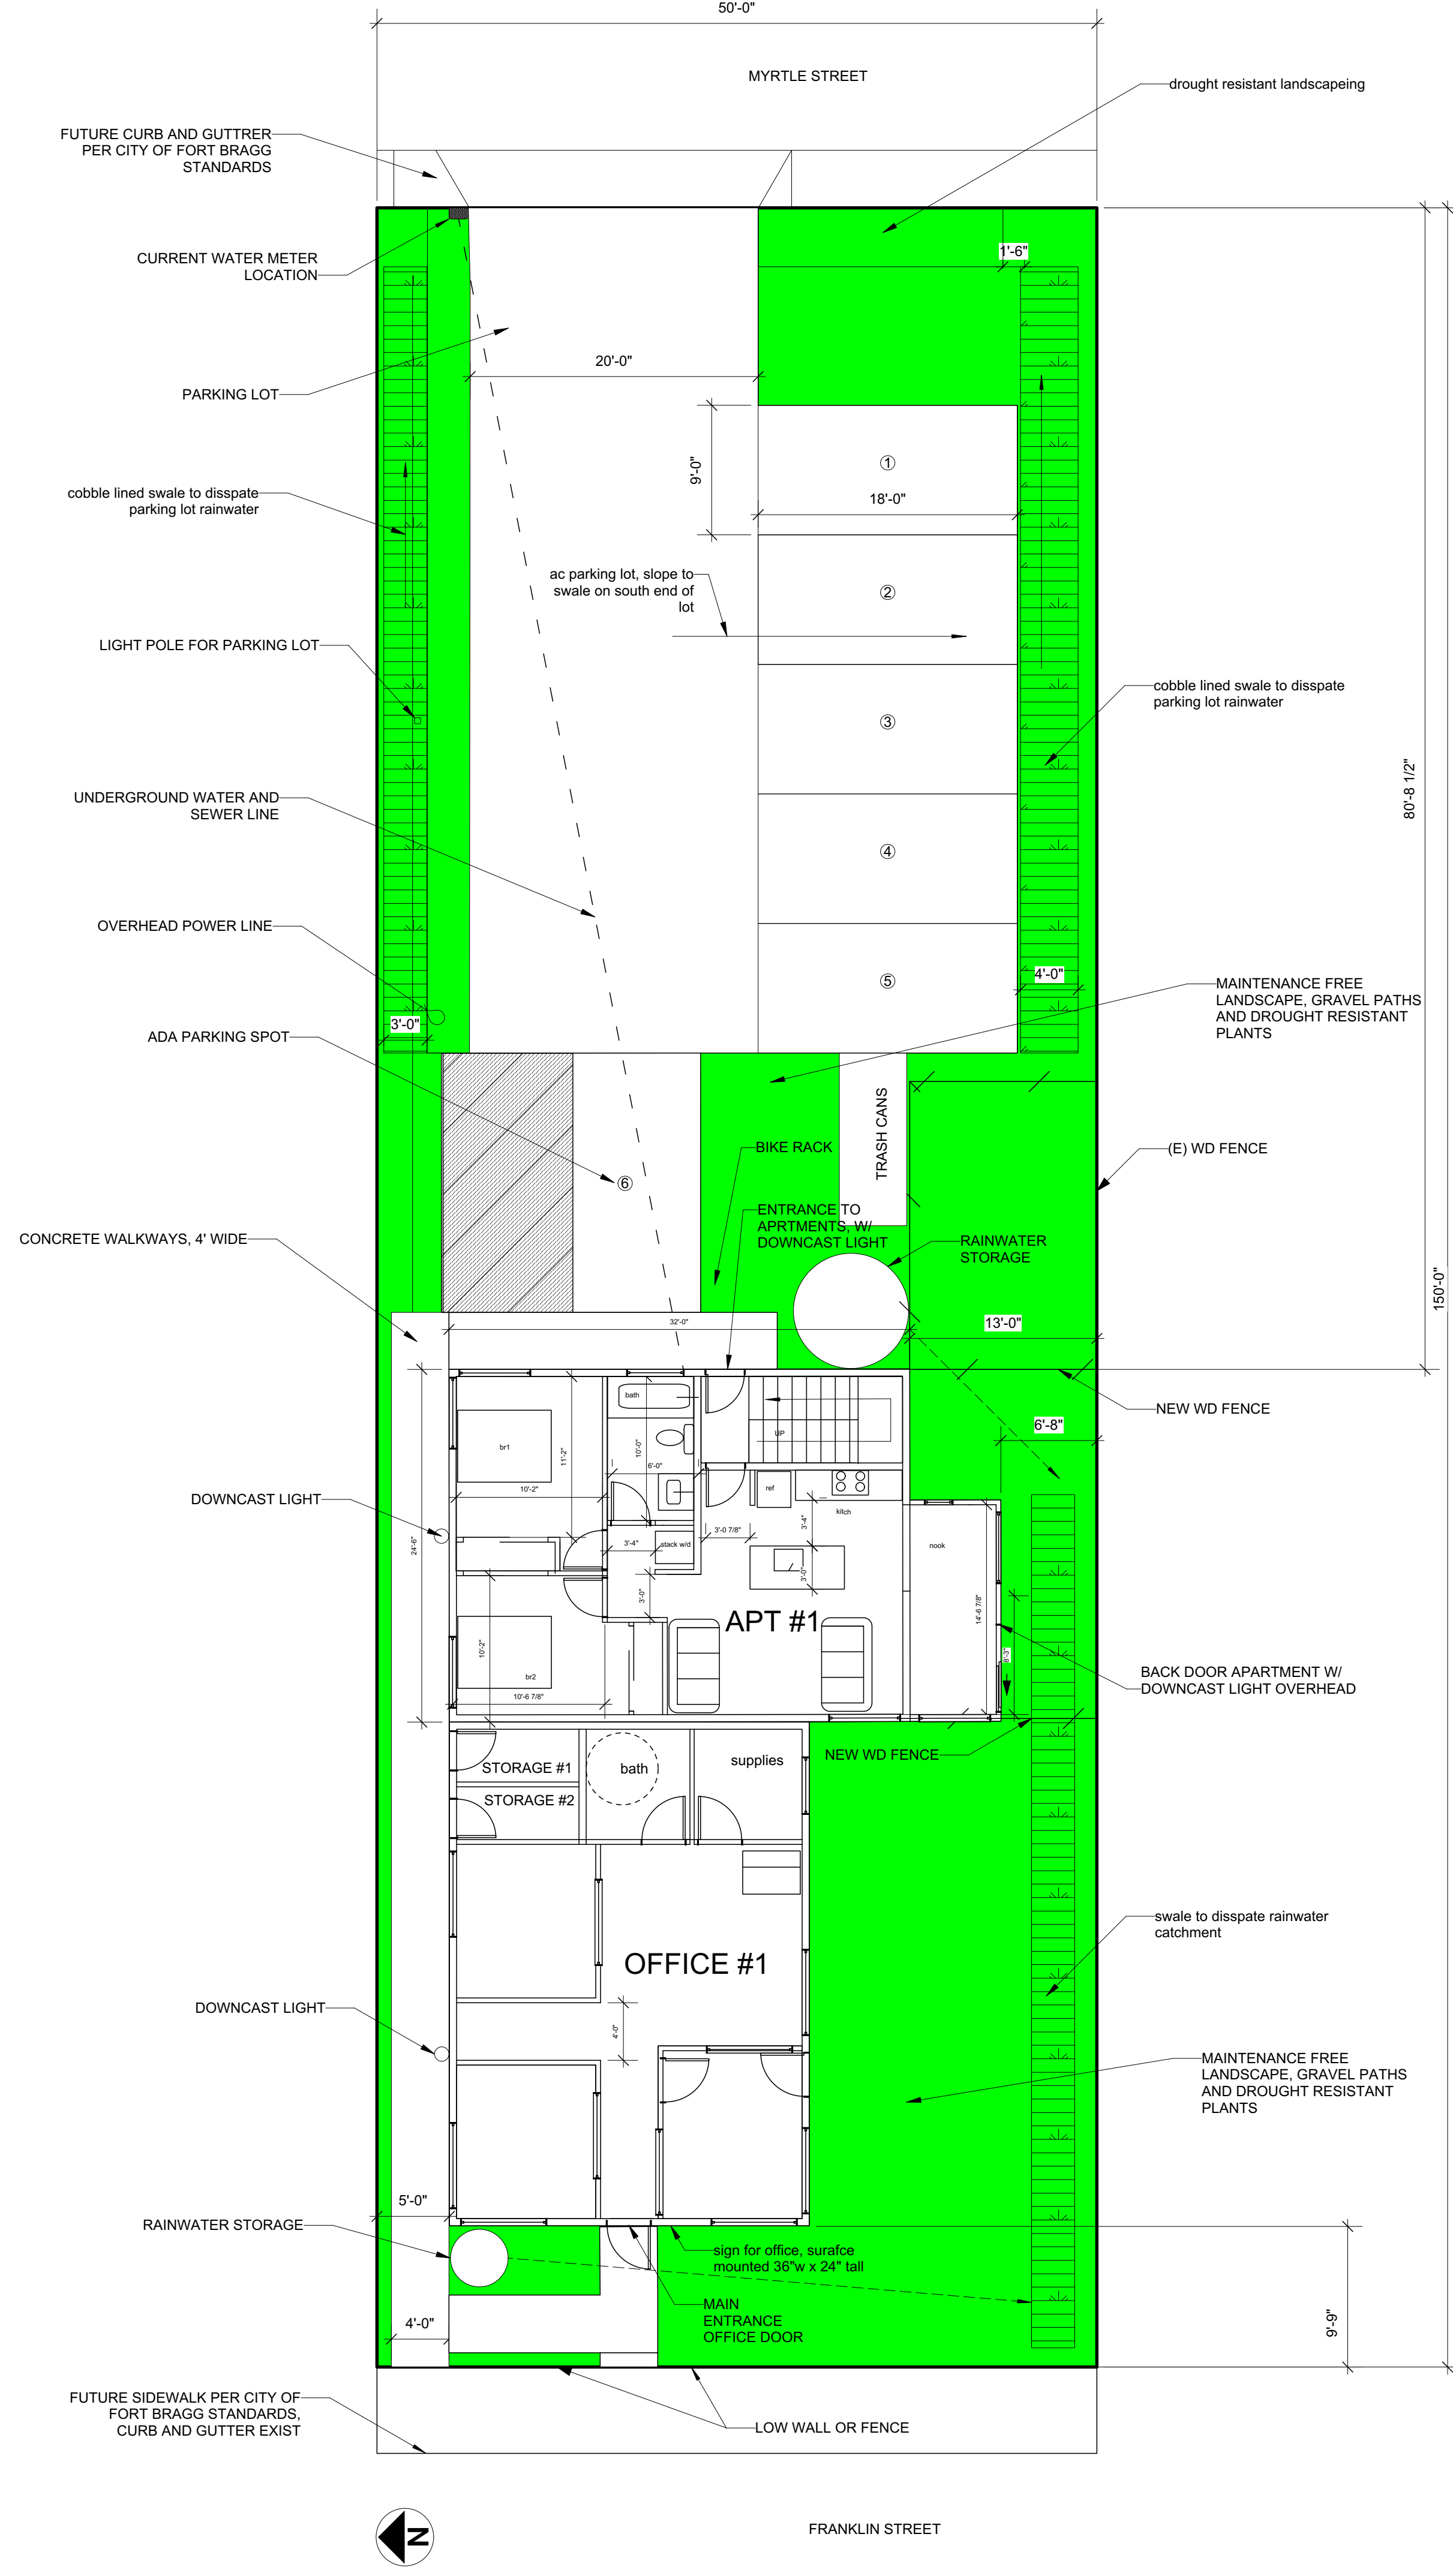 50'-0"
MYRTLE STREET
drought resistant landscapeing
FUTURE CURB AND GUTTRER
PER CITY OF FORT BRAGG
STANDARDS
CURRENT WATER METER
LOCATION
1'-6"
PARKING LOT
20'-0"
9'-0"
1
18'-0"
cobble lined swale to disspate
parking lot rainwater
ac parking lot, slope to
swale on south end of
lot
2
LIGHT POLE FOR PARKING LOT
cobble lined swale to disspate
parking lot rainwater
3
80'-8 1/2"
UNDERGROUND WATER AND
SEWER LINE
4
OVERHEAD POWER LINE
5
4'-0"
MAINTENANCE FREE
LANDSCAPE, GRAVEL PATHS
AND DROUGHT RESISTANT
PLANTS
3'-0"
ADA PARKING SPOT
TRASH CANS
BIKE RACK
(E) WD FENCE
6
ENTRANCE TO
APRTMENTS, W/
DOWNCAST LIGHT
CONCRETE WALKWAYS, 4' WIDE
RAINWATER
STORAGE
150'-0"
32'-0"
13'-0"
NEW WD FENCE
bath
6'-8"
UP
br1
11'-2"
10'-0"
6'-0"
10'-2"
ref
DOWNCAST LIGHT
kitch
3'-4"
3'-0 7/8"
24'-6"
3'-4"
stack w/d
nook
3'-0"
3'-0"
14'-6 7/8"
APT #1
10'-2"
8'-3"
br2
10'-6 7/8"
BACK DOOR APARTMENT W/
DOWNCAST LIGHT OVERHEAD
NEW WD FENCE
STORAGE #1
bath
supplies
STORAGE #2
swale to disspate rainwater
catchment
OFFICE #1
DOWNCAST LIGHT
4'-0"
MAINTENANCE FREE
LANDSCAPE, GRAVEL PATHS
AND DROUGHT RESISTANT
PLANTS
5'-0"
RAINWATER STORAGE
sign for office, surafce
mounted 36"w x 24" tall
MAIN
ENTRANCE
OFFICE DOOR
4'-0"
9'-9"
FUTURE SIDEWALK PER CITY OF
FORT BRAGG STANDARDS,
CURB AND GUTTER EXIST
LOW WALL OR FENCE
N
FRANKLIN STREET